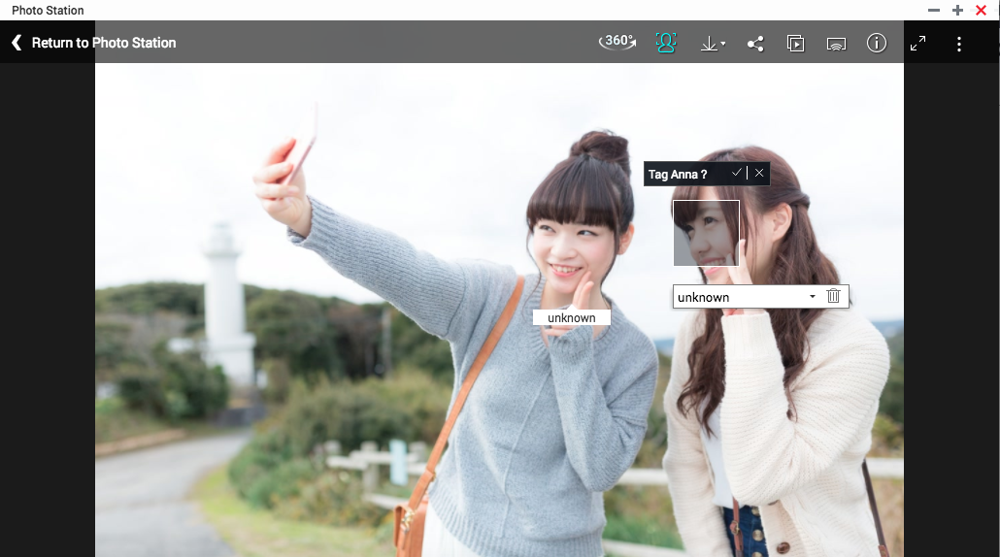 Photo Station
Return to Photo Station
360°
Tag Anna ?
unknown
unknown